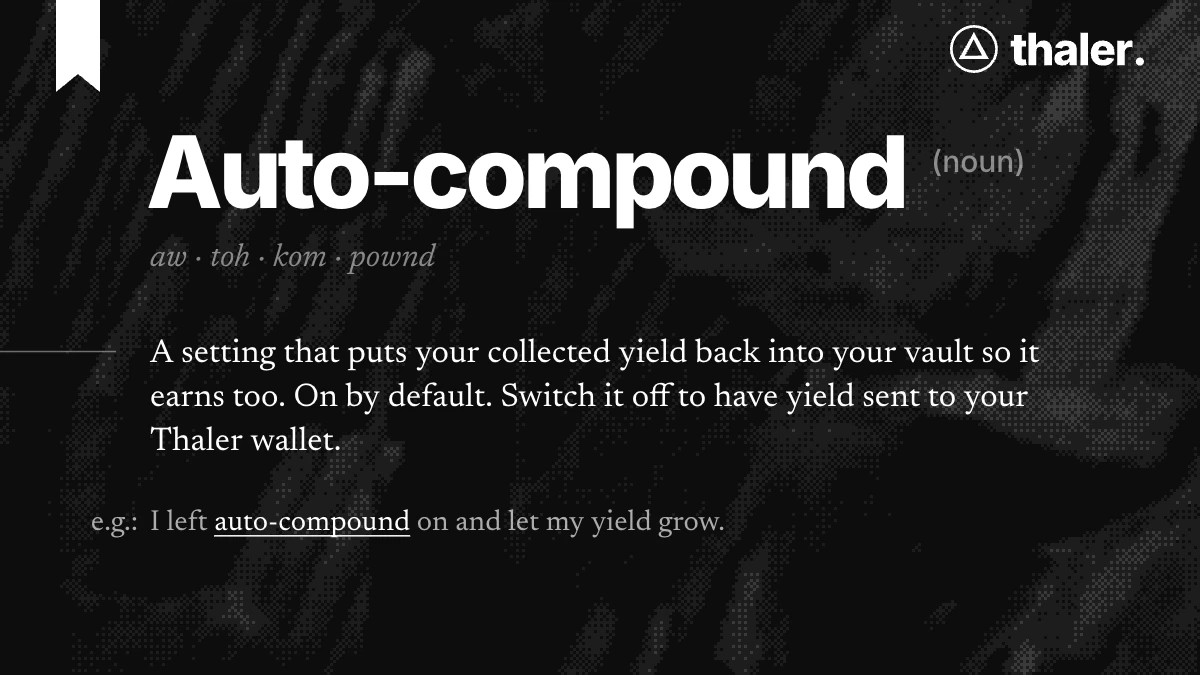 thaler.
Auto-compound (noun)
aw · toh · kom · pownd
A setting that puts your collected yield back into your vault so it
earns too. On by default. Switch it off to have yield sent to your
Thaler wallet.
e.g.: I left auto-compound on and let my yield grow.